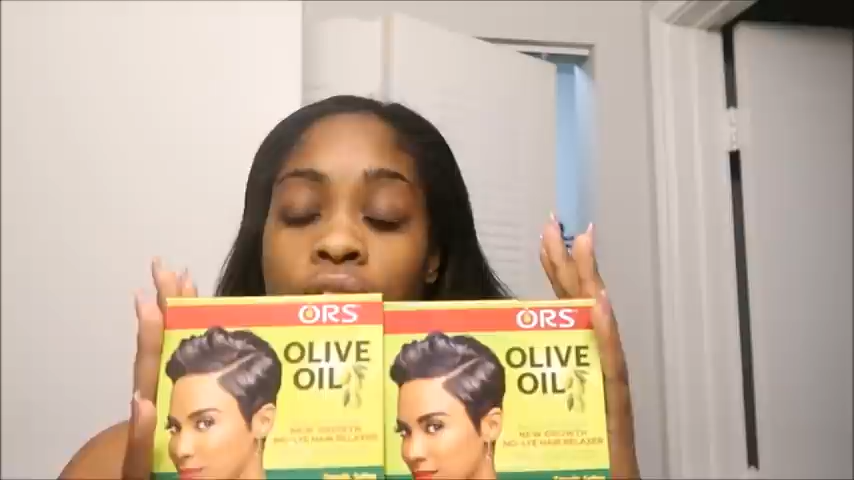 ORS
OLIVE
OIL
NEW GROWTH
NO-LYE HAIR RELAXER
ORS
OLIVE
OIL
NEW GROWTH
NO-LYE HAIR RELAXER